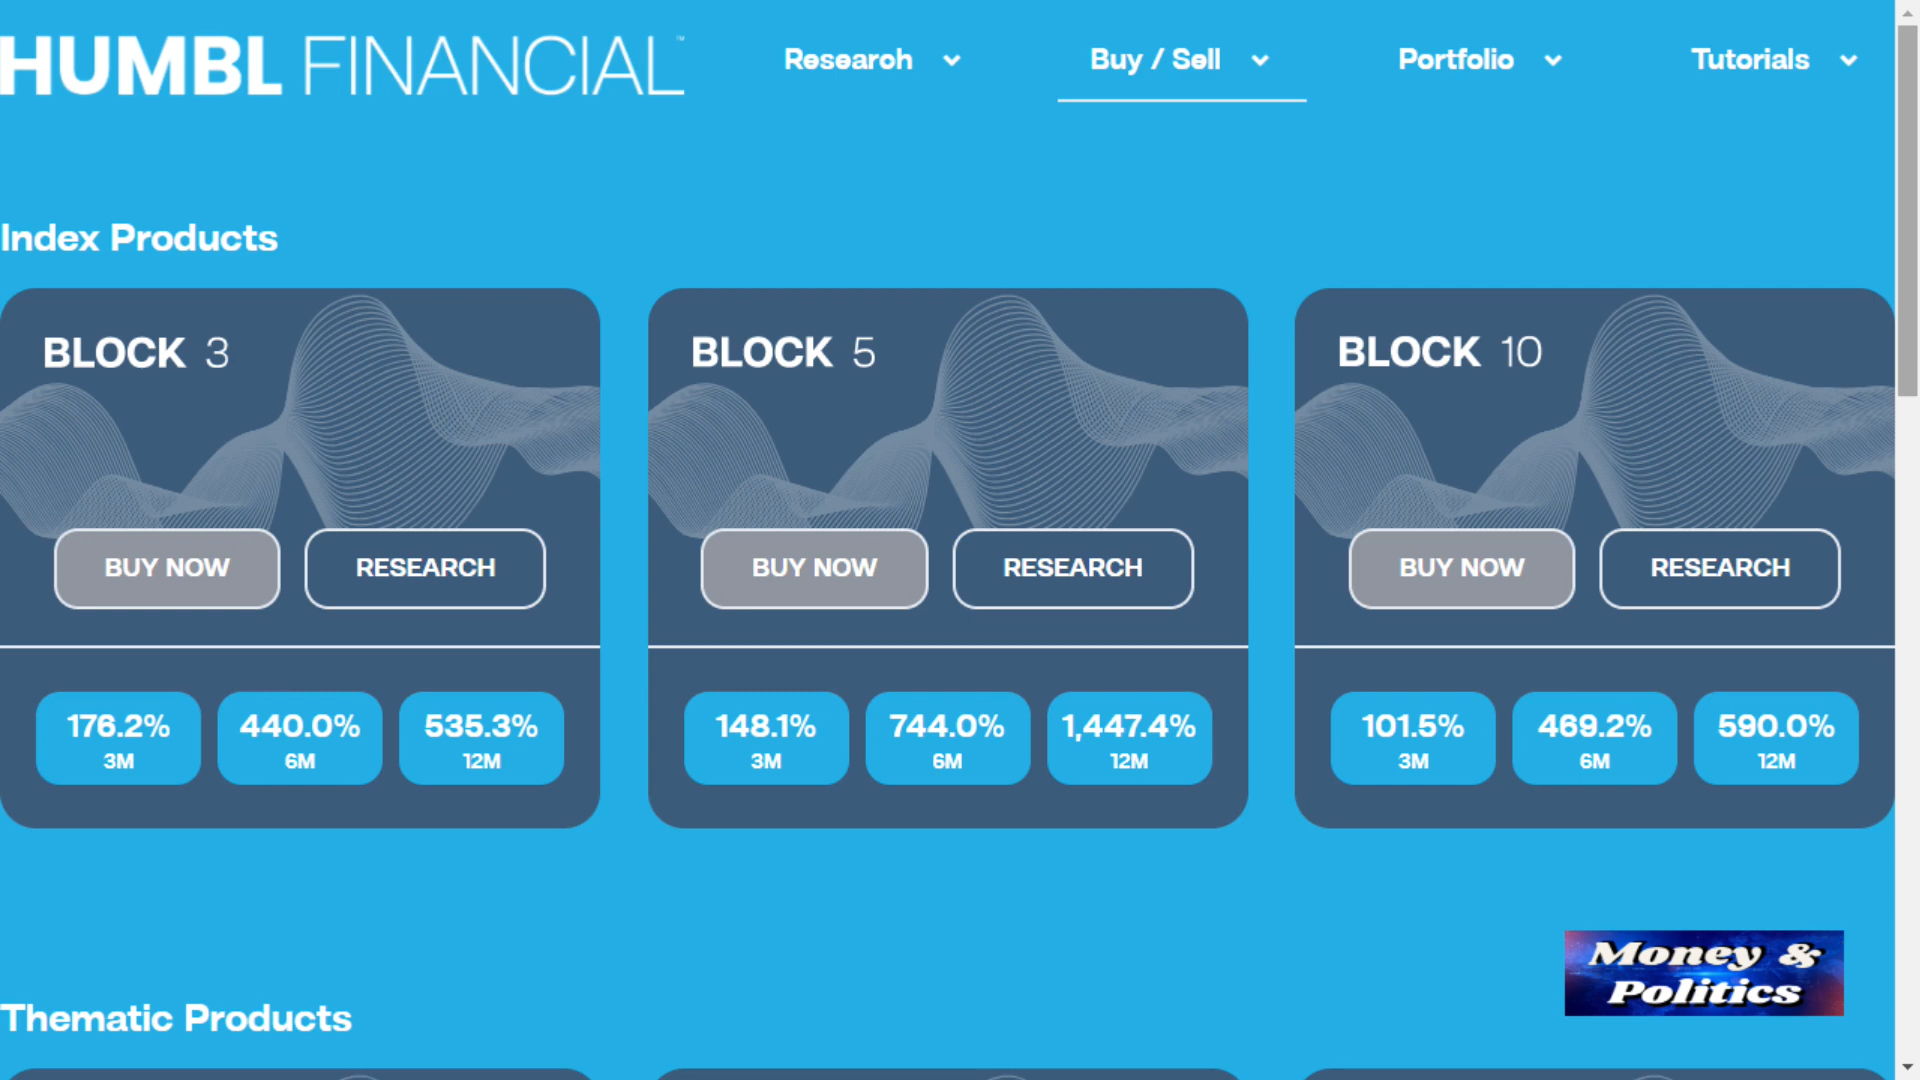 HUMBL FINANCIAL™
Research
Buy / Sell
Portfolio
Tutorials
Index Products
BLOCK 3
BUY NOW
RESEARCH
176.2%
3M
440.0%
6M
535.3%
12M
BLOCK 5
BUY NOW
RESEARCH
148.1%
3M
744.0%
6M
1,447.4%
12M
BLOCK 10
BUY NOW
RESEARCH
101.5%
3M
469.2%
6M
590.0%
12M
Money &
Politics
Thematic Products